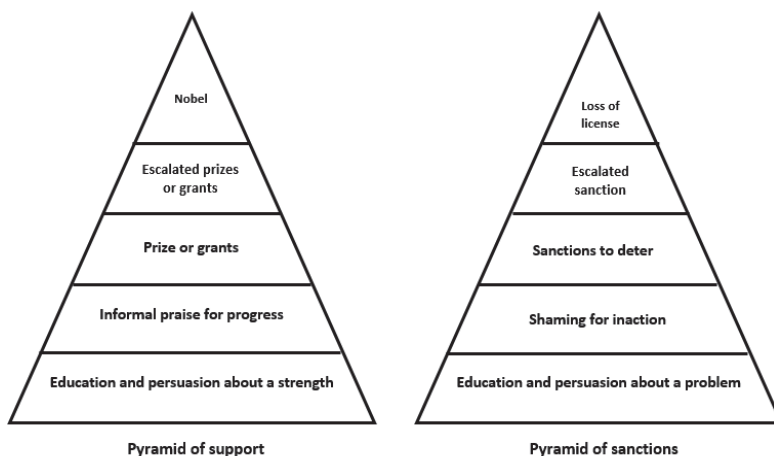 Nobel
Escalated prizes
or grants
Prize or grants
Informal praise for progress
Education and persuasion about a strength
Pyramid of support
Loss of
license
Escalated
sanction
Sanctions to deter
Shaming for inaction
Education and persuasion about a problem
Pyramid of sanctions